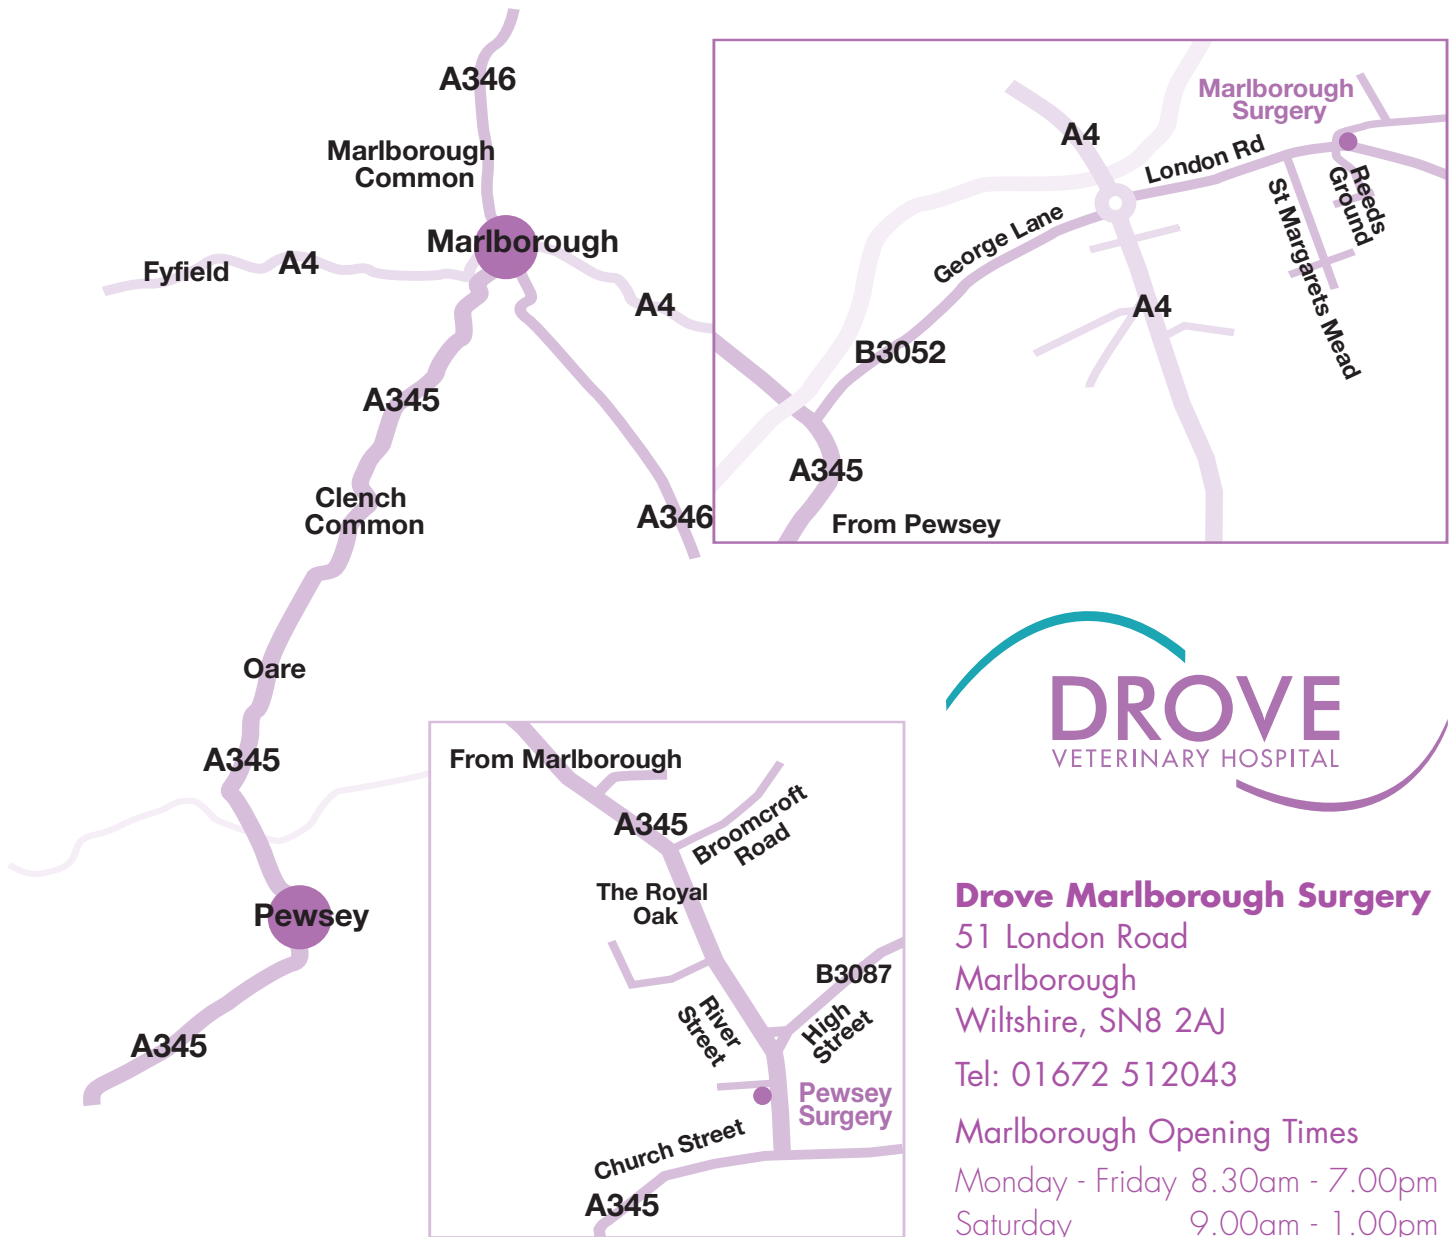 A346
Marlborough
Common
Marlborough
Fyfield
A4
A4
A345
Clench
Common
A346
Oare
A345
Pewsey
A345
Marlborough
Surgery
A4
London Rd
Reeds
Ground
St Margarets Mead
George Lane
A4
B3052
A345
From Pewsey
From Marlborough
A345
Broomcroft
Road
The Royal
Oak
B3087
River
Street
High
Street
Pewsey
Surgery
Church Street
A345
DROVE
VETERINARY HOSPITAL
Drove Marlborough Surgery
51 London Road
Marlborough
Wiltshire, SN8 2AJ
Tel: 01672 512043
Marlborough Opening Times
Monday - Friday 8.30am - 7.00pm
Saturday 9.00am - 1.00pm